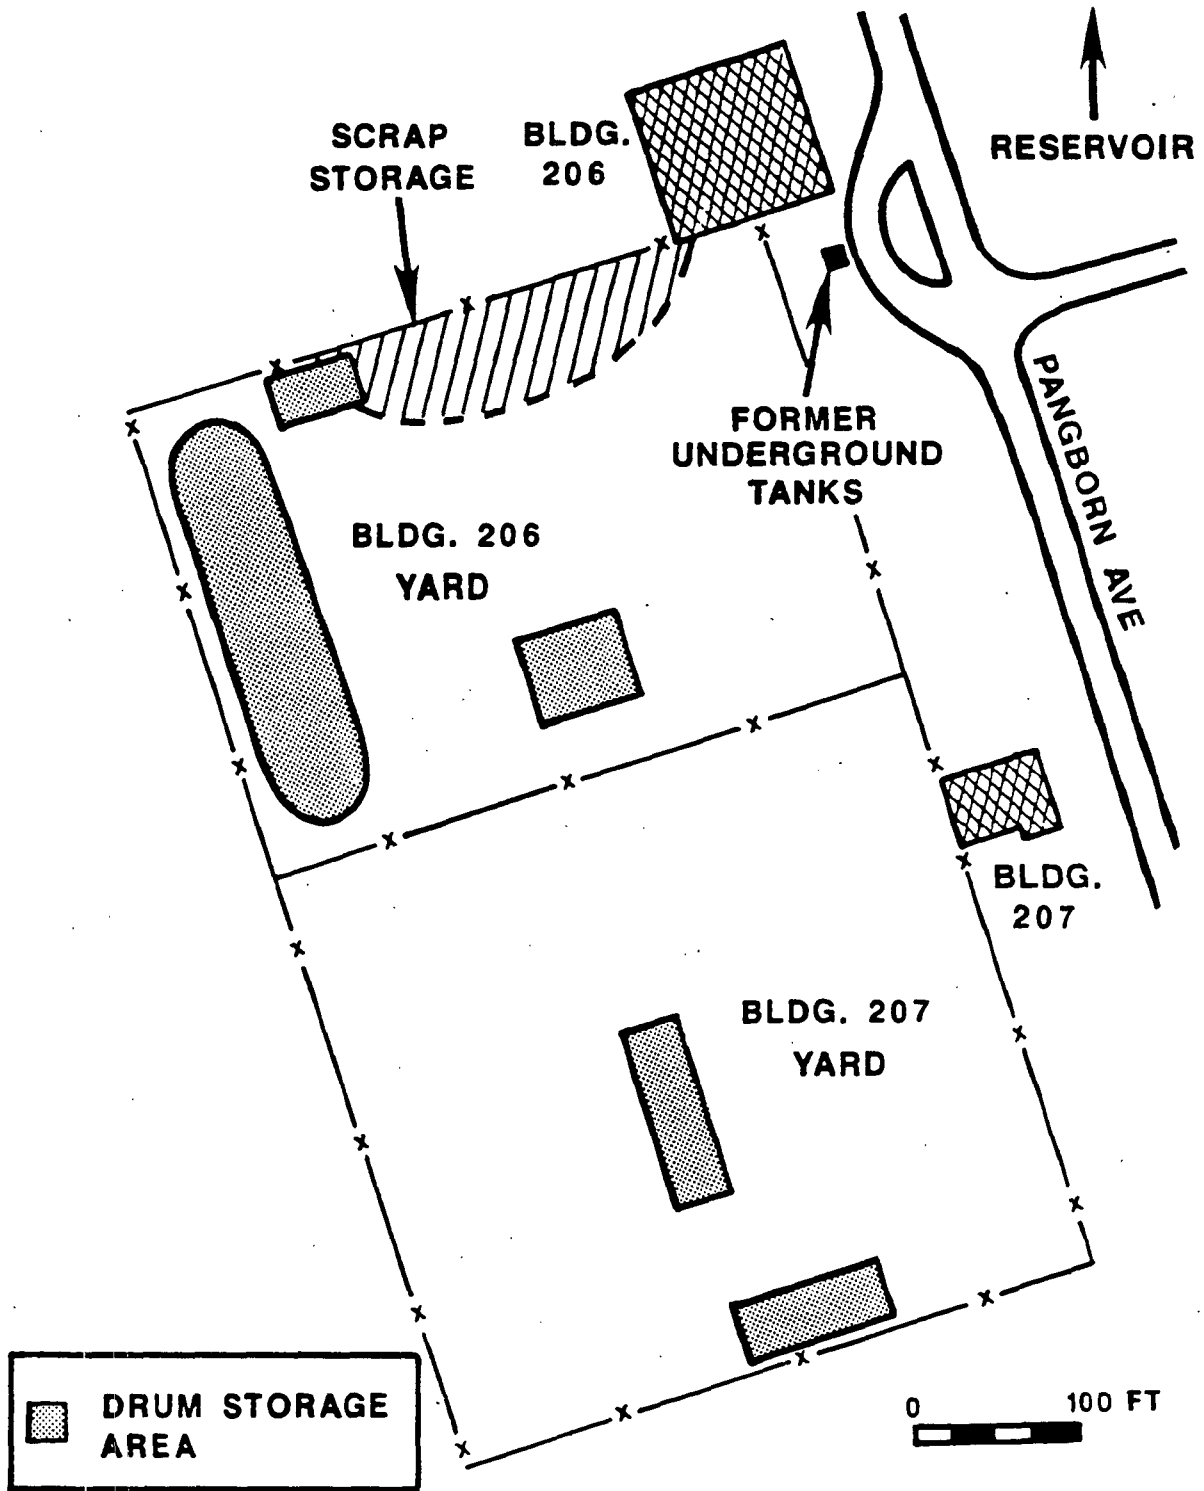 SCRAP
STORAGE
BLDG.
206
RESERVOIR
FORMER
UNDERGROUND
TANKS
PANGBORN AVE
BLDG. 206
YARD
BLDG.
207
BLDG. 207
YARD
DRUM STORAGE
AREA
0 100 FT